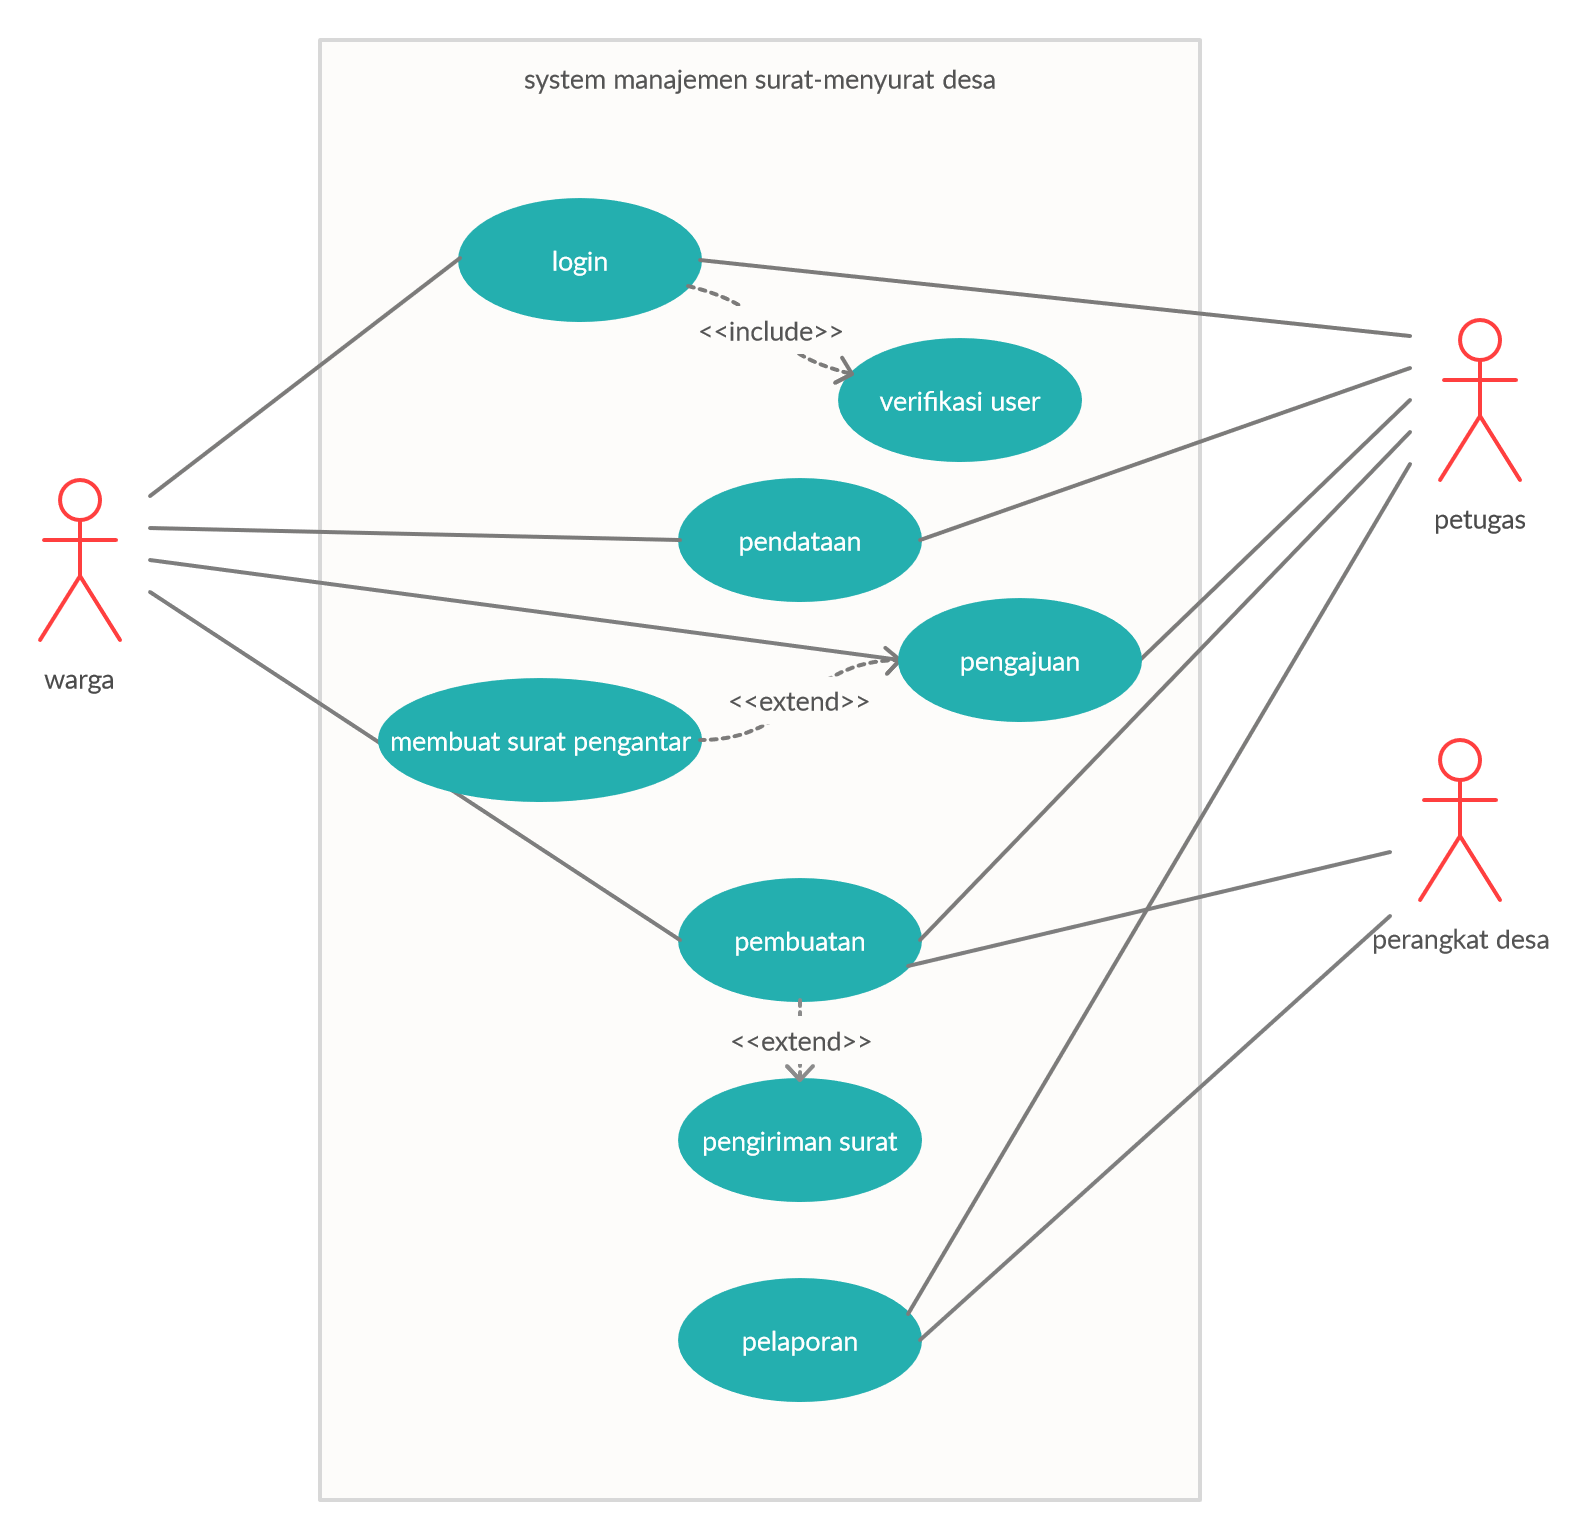 system manajemen surat-menyurat desa
login
<<include>>
verifikasi user
petugas
pendataan
pengajuan
warga
<<extend>>
membuat surat pengantar
pembuatan
perangkat desa
<<extend>>
pengiriman surat
pelaporan